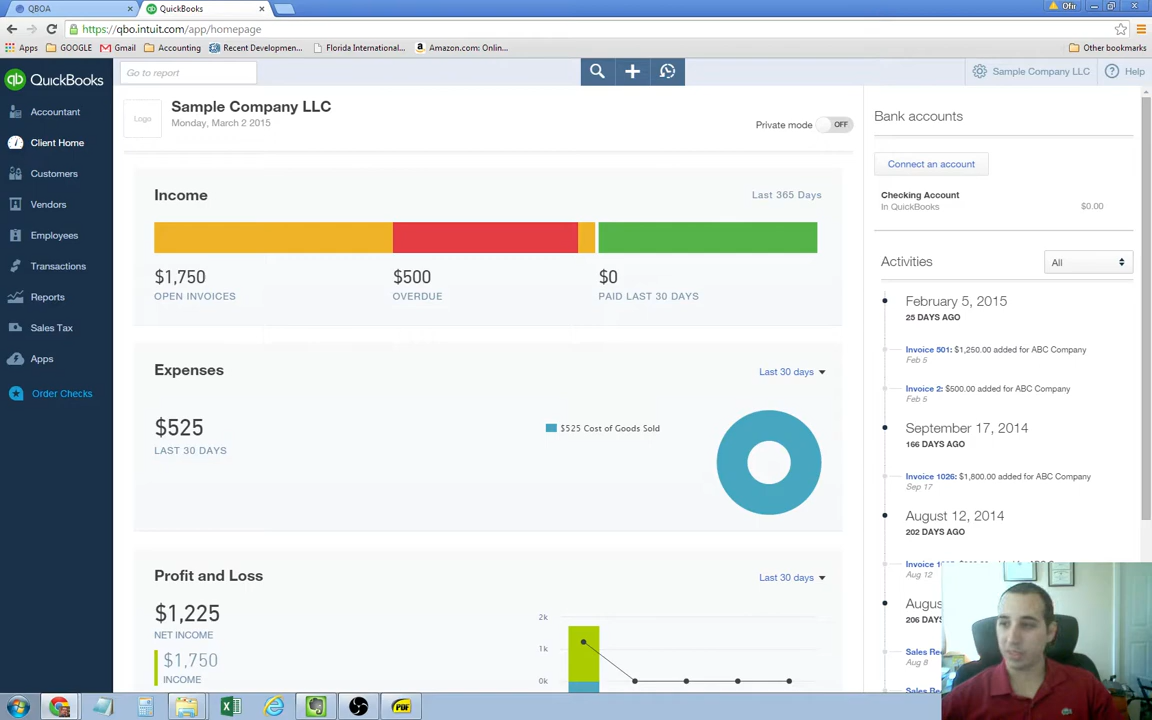 QBOA
QuickBooks
Ofii
https://qbo.intuit.com/app/homepage
Apps GOOGLE Gmail Accounting Recent Developmen... Florida International... Amazon.com: Onlin... Other bookmarks
qb QuickBooks
Go to report
Sample Company LLC
Help
Accountant
Client Home
Customers
Vendors
Employees
Transactions
Reports
Sales Tax
Apps
Order Checks
Logo
Sample Company LLC
Monday, March 2 2015
Private mode OFF
Income
Last 365 Days
$1,750
OPEN INVOICES
$500
OVERDUE
$0
PAID LAST 30 DAYS
Expenses
Last 30 days
$525
LAST 30 DAYS
$525 Cost of Goods Sold
Profit and Loss
Last 30 days
$1,225
NET INCOME
$1,750
INCOME
2k
1k
0k
Bank accounts
Connect an account
Checking Account
In QuickBooks
$0.00
Activities
All
February 5, 2015
25 DAYS AGO
Invoice 501: $1,250.00 added for ABC Company
Feb 5
Invoice 2: $500.00 added for ABC Company
Feb 5
September 17, 2014
166 DAYS AGO
Invoice 1026: $1,800.00 added for ABC Company
Sep 17
August 12, 2014
202 DAYS AGO
Invoice
Aug 12
206
Aug 8
PDF